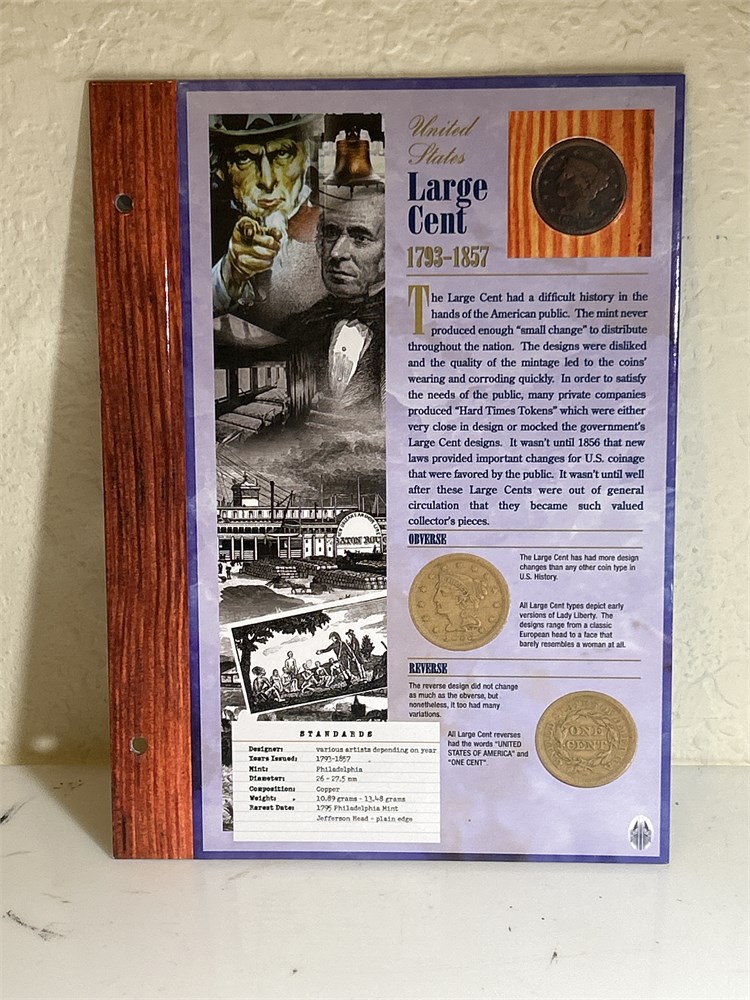 United
States
Large
Cent
1793–1857
The Large Cent had a difficult history in the
hands of the American public. The mint never
produced enough "small change" to distribute
throughout the nation. The designs were disliked
and the quality of the mintage led to the coins'
wearing and corroding quickly. In order to satisfy
the needs of the public, many private companies
produced "Hard Times Tokens" which were either
very close in design or mocked the government's
Large Cent designs. It wasn't until 1856 that new
laws provided important changes for U.S. coinage
that were favored by the public. It wasn't until well
after these Large Cents were out of general
circulation that they became such valued
collector's pieces.
OBVERSE
The Large Cent has had more design
changes than any other coin type in
U.S. History.
All Large Cent types depict early
versions of Lady Liberty. The
designs range from a classic
European head to a face that
barely resembles a woman at all.
REVERSE
The reverse design did not change
as much as the obverse, but
nonetheless, it too had many
variations.
All Large Cent reverses
had the words "UNITED
STATES OF AMERICA" and
"ONE CENT".
ONE
CENT
BATON ROUGE
STANDARDS
Designer: various artists depending on year
Years Issued: 1793-1857
Mint: Philadelphia
Diameter: 26 - 27.5 mm
Composition: Copper
Weight: 10.89 grams - 13.48 grams
Rarest Date: 1795 Philadelphia Mint
Jefferson Head - plain edge